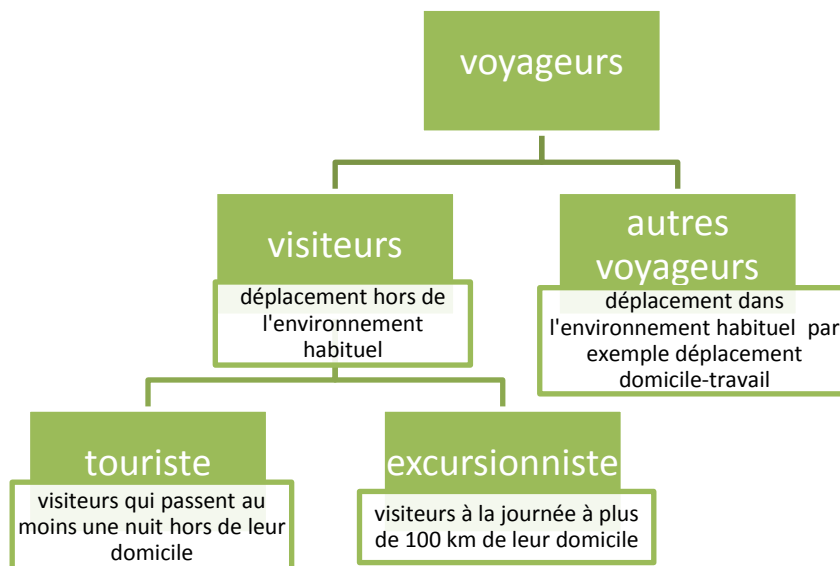 voyageurs
visiteurs
déplacement hors de
l'environnement
habituel
autres
voyageurs
déplacement dans
l'environnement habituel par
exemple déplacement
domicile-travail
touriste
visiteurs qui passent au
moins une nuit hors de leur
domicile
excursionniste
visiteurs à la journée à plus
de 100 km de leur domicile